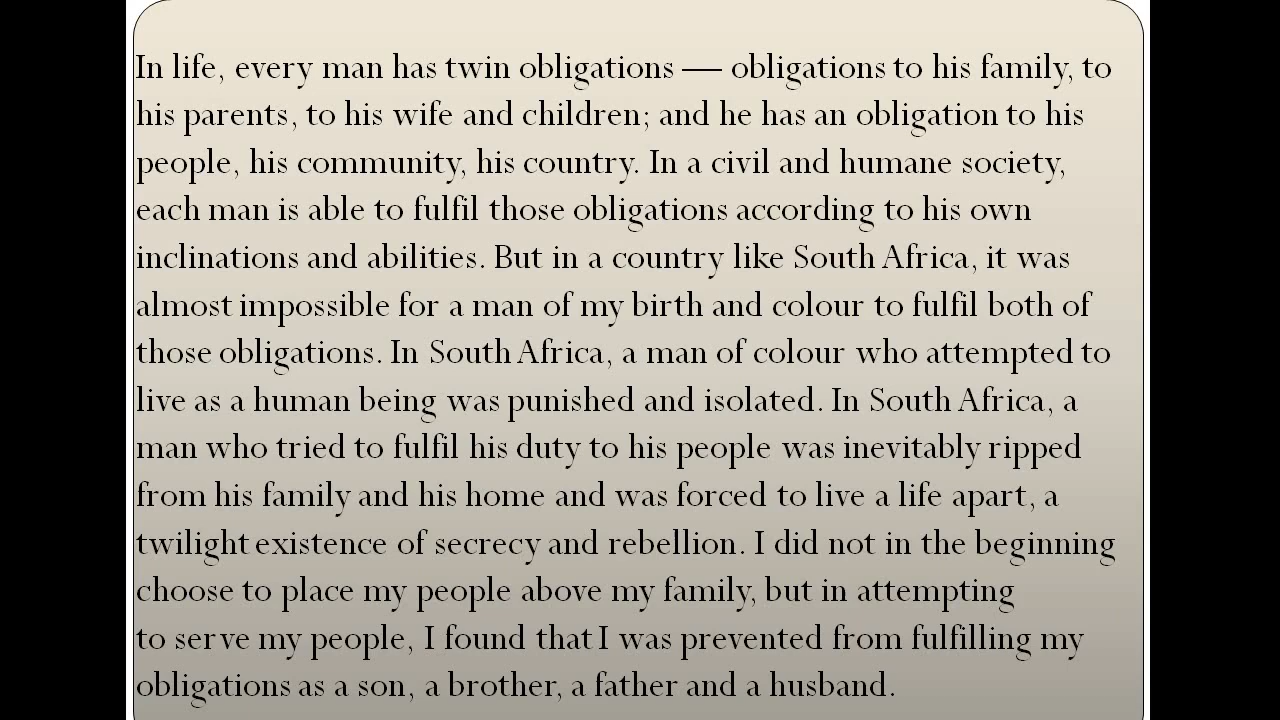 In life, every man has twin obligations — obligations to his family, to
his parents, to his wife and children; and he has an obligation to his
people, his community, his country. In a civil and humane society,
each man is able to fulfil those obligations according to his own
inclinations and abilities. But in a country like South Africa, it was
almost impossible for a man of my birth and colour to fulfil both of
those obligations. In South Africa, a man of colour who attempted to
live as a human being was punished and isolated. In South Africa, a
man who tried to fulfil his duty to his people was inevitably ripped
from his family and his home and was forced to live a life apart, a
twilight existence of secrecy and rebellion. I did not in the beginning
choose to place my people above my family, but in attempting
to serve my people, I found that I was prevented from fulfilling my
obligations as a son, a brother, a father and a husband.